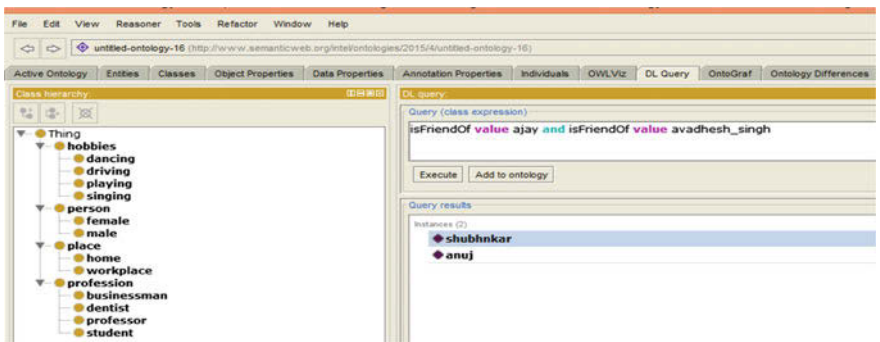 File Edit View Reasoner Tools Refactor Window Help
untitled-ontology-16 (http://www.semanticweb.org/intel/ontologies/2015/4/untitled-ontology-16)
Active Ontology Entities Classes Object Properties Data Properties Annotation Properties Individuals OWLViz DL Query OntoGraf Ontology Differences
Class hierarchy:
Thing
hobbies
dancing
driving
playing
singing
person
female
male
place
home
workplace
profession
businessman
dentist
professor
student
DL query:
Query (class expression)
isFriendOf value ajay and isFriendOf value avadhesh_singh
Execute Add to ontology
Query results
Instances (2)
shubhnkar
anuj